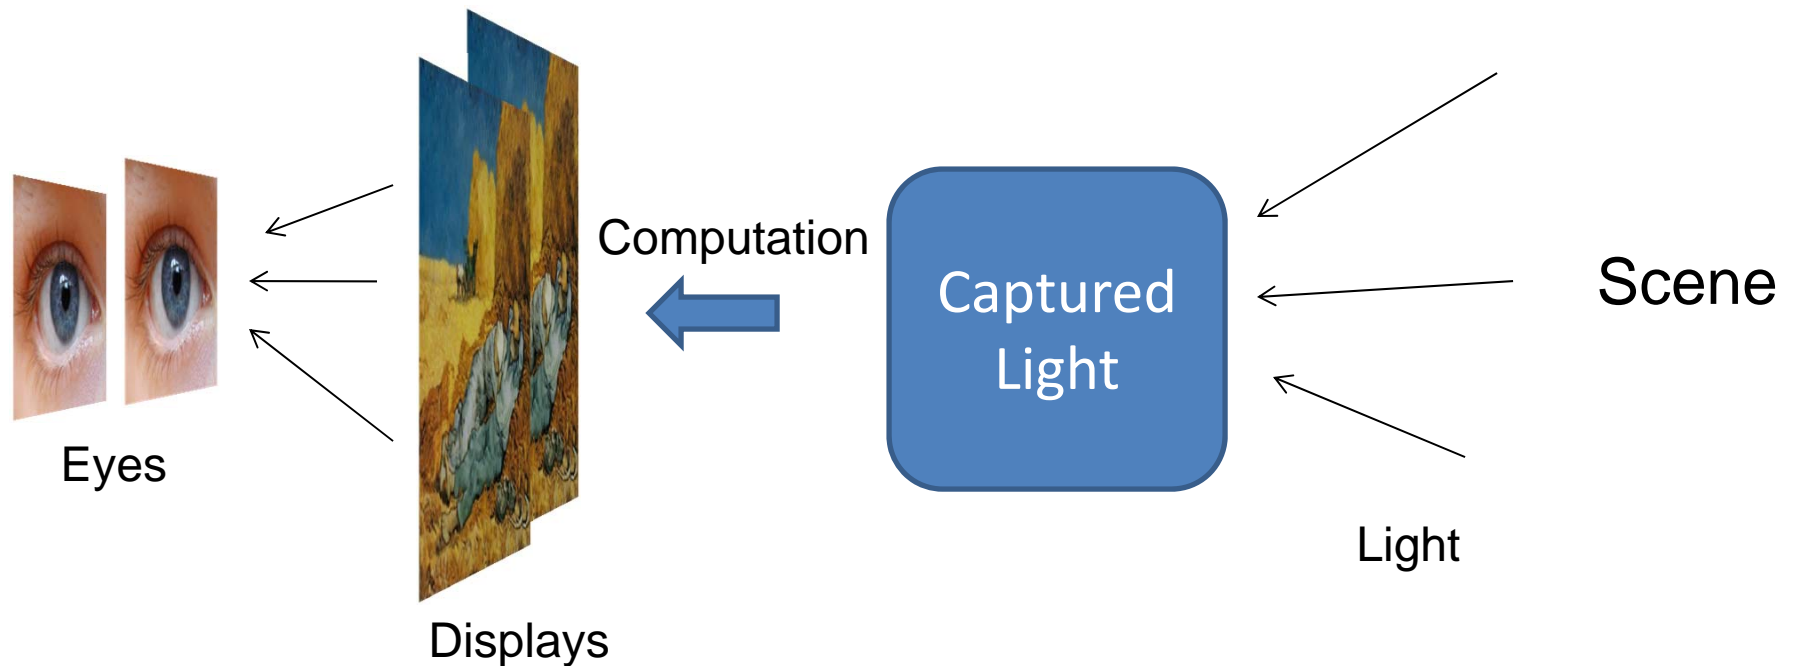 Computation
Captured
Light
Scene
Eyes
Light
Displays